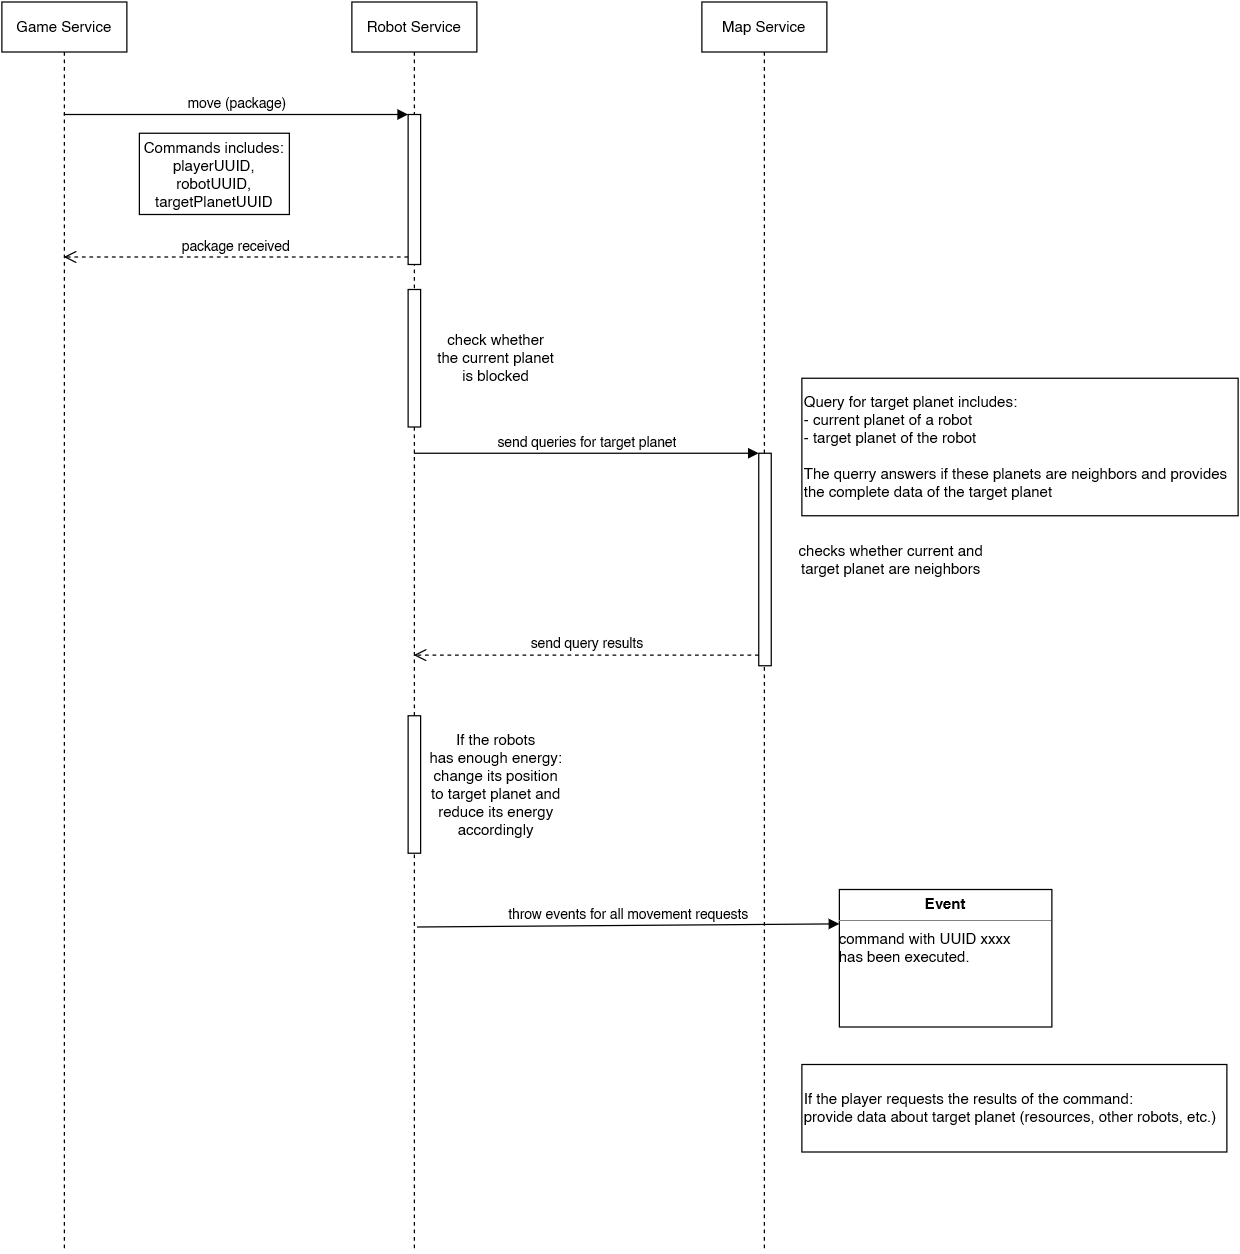 Game Service
Robot Service
Map Service
move (package)
Commands includes:
playerUUID,
robotUUID,
targetPlanetUUID
package received
check whether
the current planet
is blocked
Query for target planet includes:
- current planet of a robot
- target planet of the robot
The querry answers if these planets are neighbors and provides
the complete data of the target planet
send queries for target planet
checks whether current and
target planet are neighbors
send query results
If the robots
has enough energy:
change its position
to target planet and
reduce its energy
accordingly
throw events for all movement requests
Event
command with UUID xxxx
has been executed.
If the player requests the results of the command:
provide data about target planet (resources, other robots, etc.)